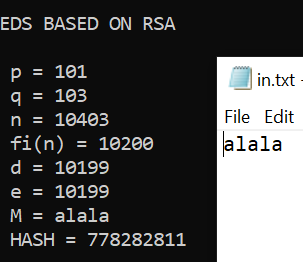 EDS BASED ON RSA
p = 101
q = 103
n = 10403
fi(n) = 10200
d = 10199
e = 10199
M = alala
HASH = 778282811
in.txt -
File Edit
alala